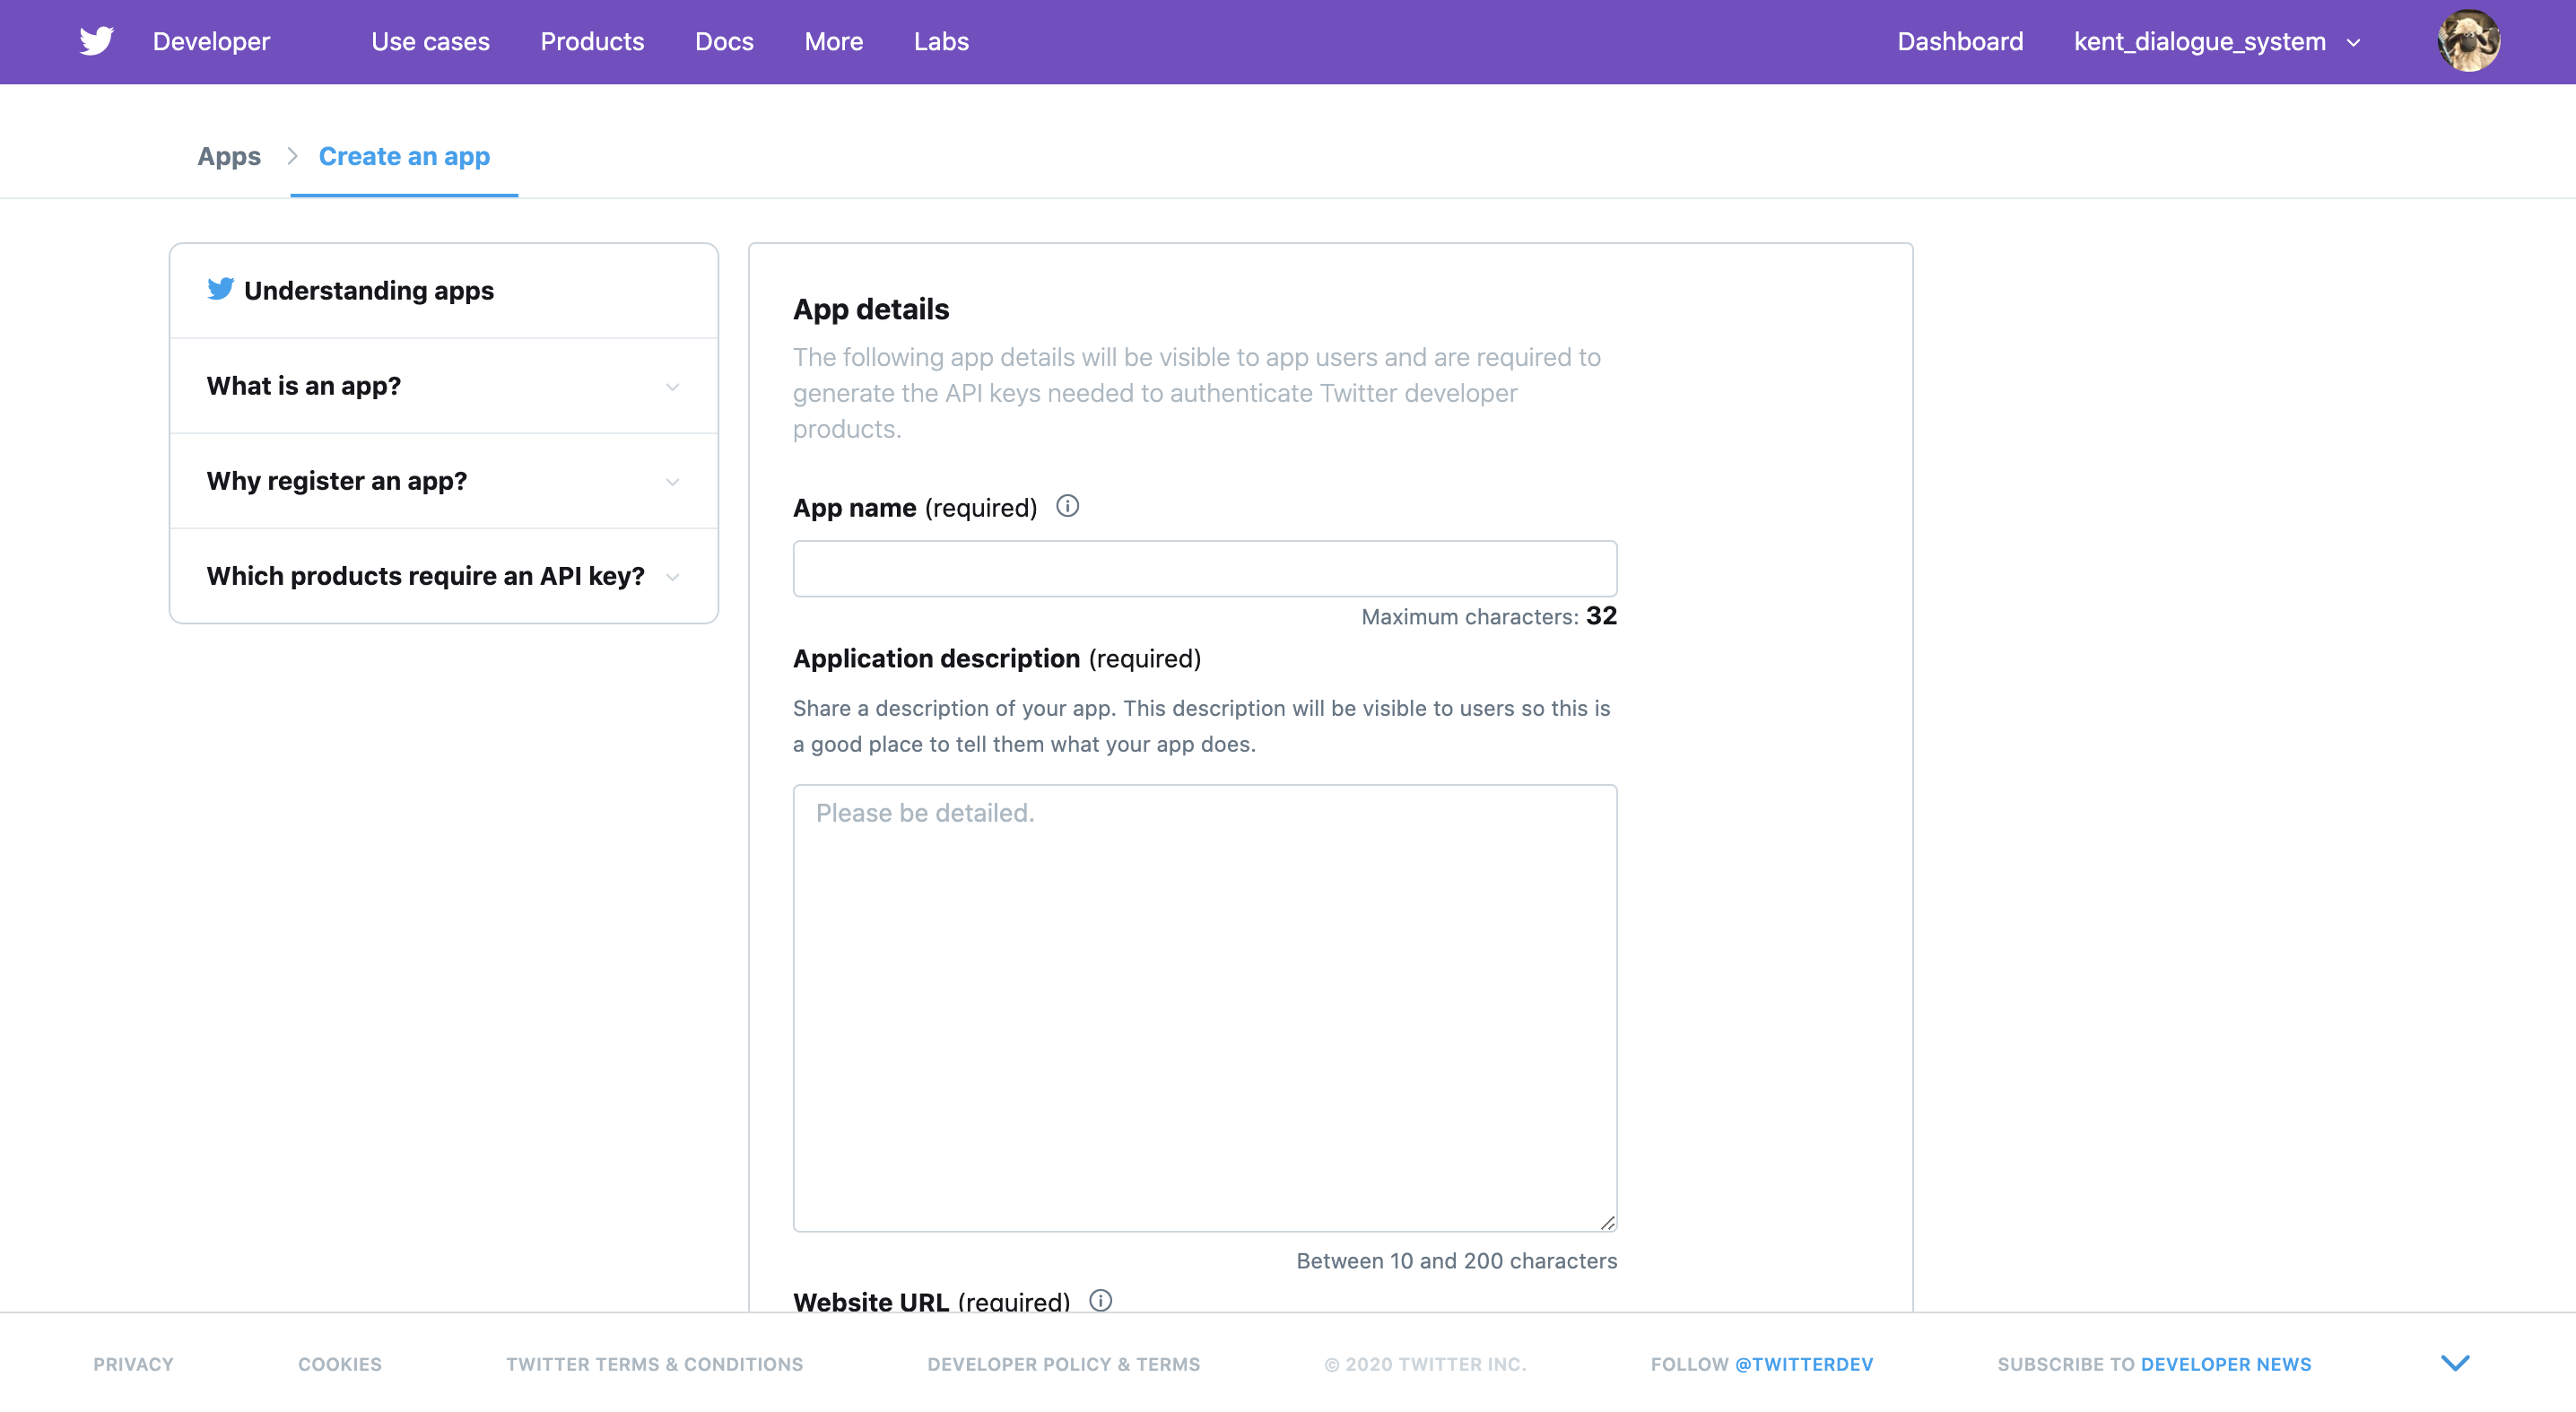 Developer Use cases Products Docs More Labs Dashboard kent_dialogue_system
Apps Create an app
Understanding apps
What is an app?
Why register an app?
Which products require an API key?
App details
The following app details will be visible to app users and are required to
generate the API keys needed to authenticate Twitter developer
products.
App name (required)
Maximum characters: 32
Application description (required)
Share a description of your app. This description will be visible to users so this is
a good place to tell them what your app does.
Please be detailed.
Between 10 and 200 characters
Website URL (required)
PRIVACY COOKIES TWITTER TERMS & CONDITIONS DEVELOPER POLICY & TERMS © 2020 TWITTER INC. FOLLOW @TWITTERDEV SUBSCRIBE TO DEVELOPER NEWS